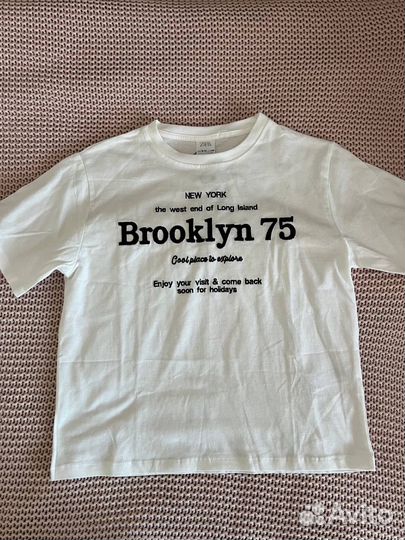 ZARA
NEW YORK
the west end of Long Island
Brooklyn 75
Cool place to explore
Enjoy your visit & come back
soon for holidays
Avito